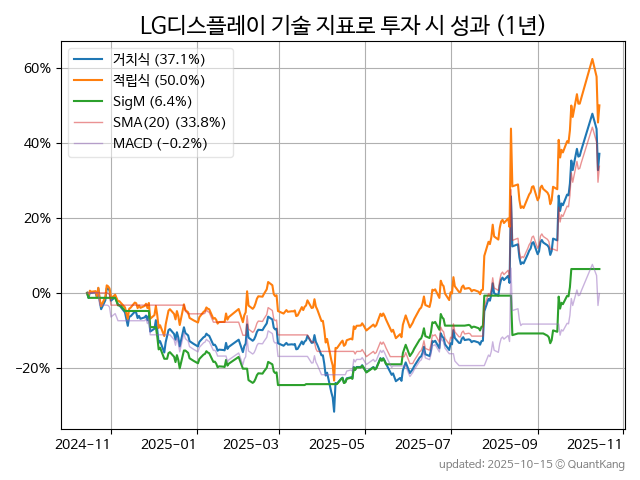 LG디스플레이 기술 지표로 투자 시 성과 (1년)
거치식 (37.1%)
적립식 (50.0%)
SigM (6.4%)
SMA(20) (33.8%)
MACD (−0.2%)
60%
40%
20%
0%
−20%
2024−11 2025−01 2025−03 2025−05 2025−07 2025−09 2025−11
updated: 2025−10−15 © QuantKang